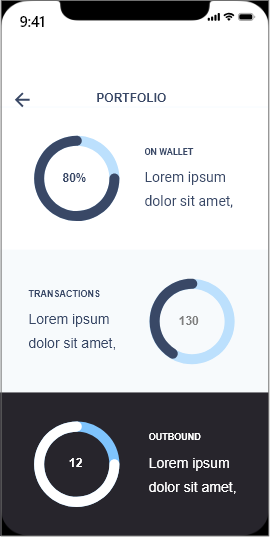 9:41
PORTFOLIO
80%
ON WALLET
Lorem ipsum
dolor sit amet,
TRANSACTIONS
Lorem ipsum
dolor sit amet,
130
12
OUTBOUND
Lorem ipsum
dolor sit amet,